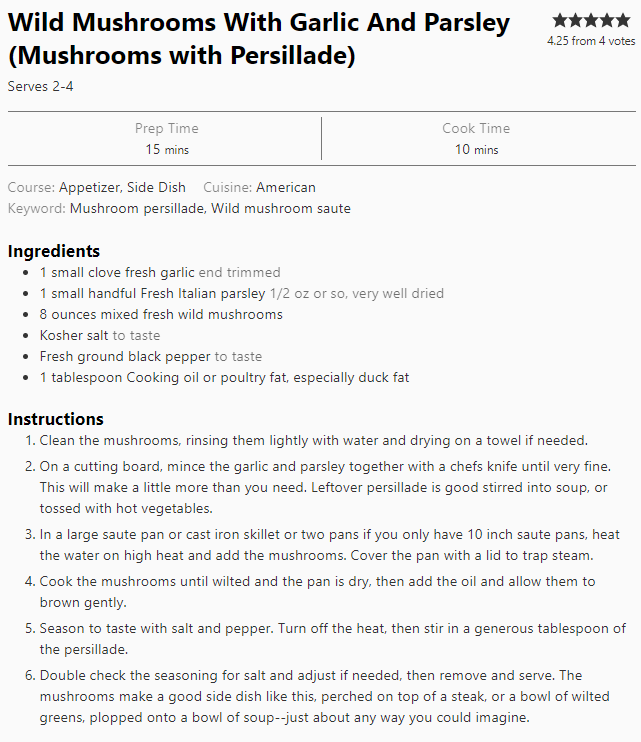 Wild Mushrooms With Garlic And Parsley
(Mushrooms with Persillade)
4.25 from 4 votes
Serves 2-4
Prep Time
15 mins
Cook Time
10 mins
Course: Appetizer, Side Dish Cuisine: American
Keyword: Mushroom persillade, Wild mushroom saute
Ingredients
• 1 small clove fresh garlic end trimmed
• 1 small handful Fresh Italian parsley 1/2 oz or so, very well dried
• 8 ounces mixed fresh wild mushrooms
• Kosher salt to taste
• Fresh ground black pepper to taste
• 1 tablespoon Cooking oil or poultry fat, especially duck fat
Instructions
1. Clean the mushrooms, rinsing them lightly with water and drying on a towel if needed.
2. On a cutting board, mince the garlic and parsley together with a chefs knife until very fine.
This will make a little more than you need. Leftover persillade is good stirred into soup, or
tossed with hot vegetables.
3. In a large saute pan or cast iron skillet or two pans if you only have 10 inch saute pans, heat
the water on high heat and add the mushrooms. Cover the pan with a lid to trap steam.
4. Cook the mushrooms until wilted and the pan is dry, then add the oil and allow them to
brown gently.
5. Season to taste with salt and pepper. Turn off the heat, then stir in a generous tablespoon of
the persillade.
6. Double check the seasoning for salt and adjust if needed, then remove and serve. The
mushrooms make a good side dish like this, perched on top of a steak, or a bowl of wilted
greens, plopped onto a bowl of soup--just about any way you could imagine.